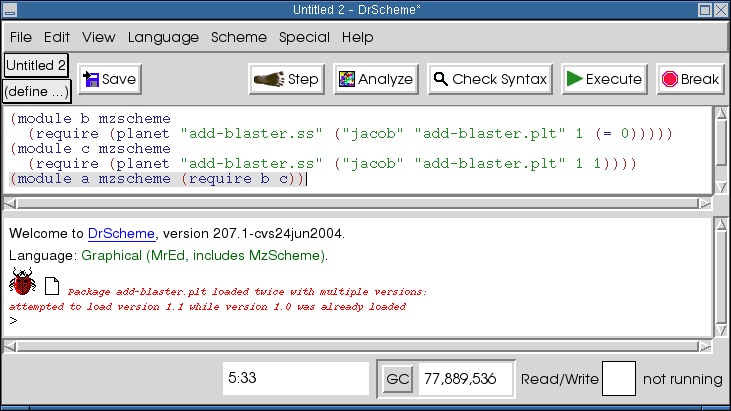 Untitled 2 - DrScheme*
File Edit View Language Scheme Special Help
Untitled 2
(define ...)
Save Step Analyze Check Syntax Execute Break
(module b mzscheme
(require (planet "add-blaster.ss" ("jacob" "add-blaster.plt" 1 (= 0)))))
(module c mzscheme
(require (planet "add-blaster.ss" ("jacob" "add-blaster.plt" 1 1))))
(module a mzscheme (require b c))
Welcome to DrScheme, version 207.1-cvs24jun2004.
Language: Graphical (MrEd, includes MzScheme).
Package add-blaster.plt loaded twice with multiple versions:
attempted to load version 1.1 while version 1.0 was already loaded
>
5:33 GC 77,889,536 Read/Write not running